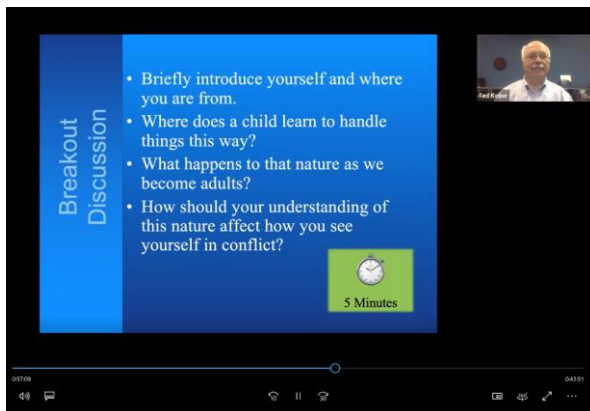 Breakout
Discussion
• Briefly introduce yourself and where
you are from.
• Where does a child learn to handle
things this way?
• What happens to that nature as we
become adults?
• How should your understanding of
this nature affect how you see
yourself in conflict?
5 Minutes
Ted Kober
0:57:09
0:43:51
10
30